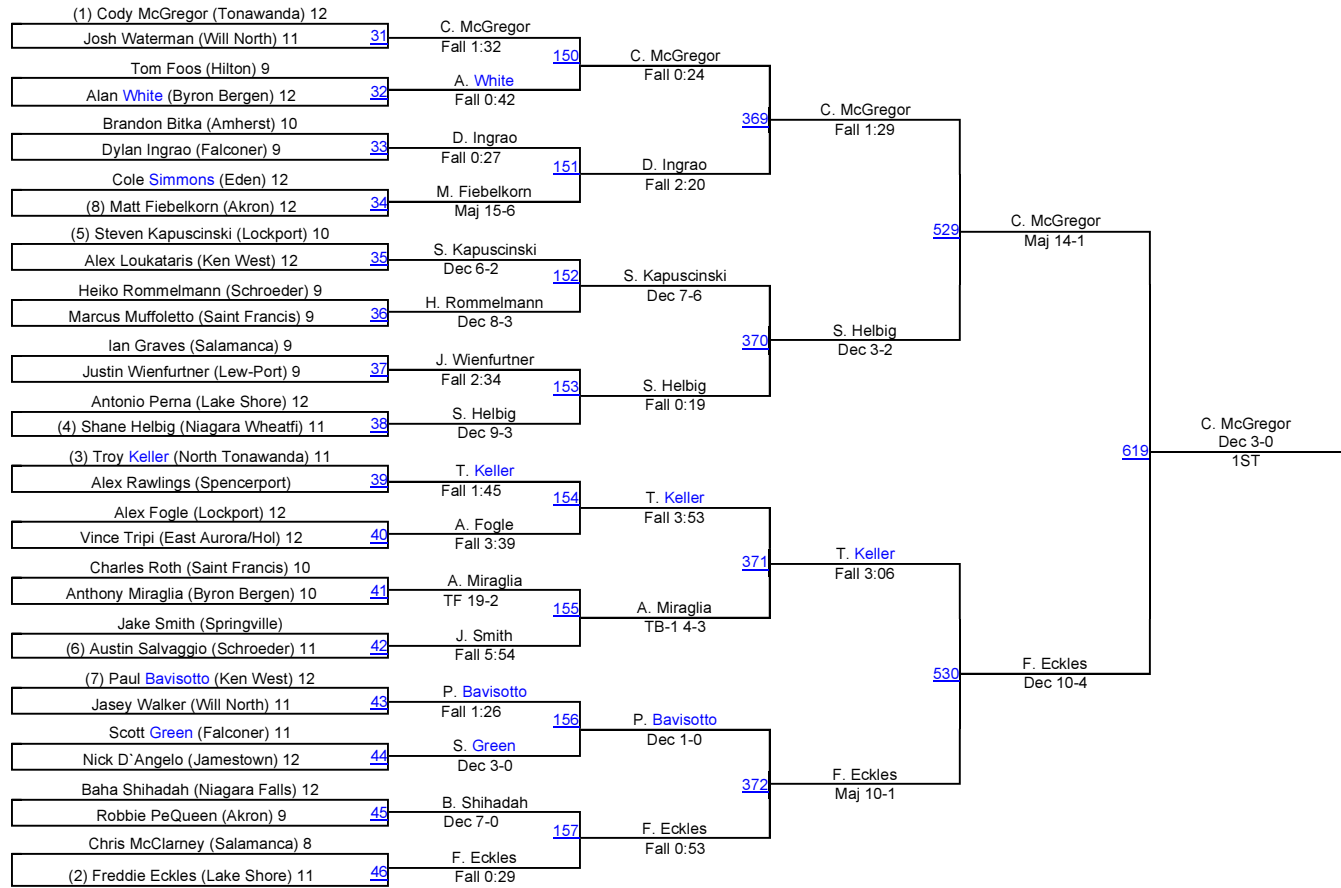 (1) Cody McGregor (Tonawanda) 12
Josh Waterman (Will North) 11
31
Tom Foos (Hilton) 9
Alan White (Byron Bergen) 12
32
Brandon Bitka (Amherst) 10
Dylan Ingrao (Falconer) 9
33
Cole Simmons (Eden) 12
(8) Matt Fiebelkorn (Akron) 12
34
(5) Steven Kapuscinski (Lockport) 10
Alex Loukataris (Ken West) 12
35
Heiko Rommelmann (Schroeder) 9
Marcus Muffoletto (Saint Francis) 9
36
Ian Graves (Salamanca) 9
Justin Wienfurtner (Lew-Port) 9
37
Antonio Perna (Lake Shore) 12
(4) Shane Helbig (Niagara Wheatfi) 11
38
(3) Troy Keller (North Tonawanda) 11
Alex Rawlings (Spencerport)
39
Alex Fogle (Lockport) 12
Vince Tripi (East Aurora/Hol) 12
40
Charles Roth (Saint Francis) 10
Anthony Miraglia (Byron Bergen) 10
41
Jake Smith (Springville)
(6) Austin Salvaggio (Schroeder) 11
42
(7) Paul Bavisotto (Ken West) 12
Jasey Walker (Will North) 11
43
Scott Green (Falconer) 11
Nick D`Angelo (Jamestown) 12
44
Baha Shihadah (Niagara Falls) 12
Robbie PeQueen (Akron) 9
45
Chris McClarney (Salamanca) 8
(2) Freddie Eckles (Lake Shore) 11
46
C. McGregor
Fall 1:32
150
A. White
Fall 0:42
D. Ingrao
Fall 0:27
151
M. Fiebelkorn
Maj 15-6
S. Kapuscinski
Dec 6-2
152
H. Rommelmann
Dec 8-3
J. Wienfurtner
Fall 2:34
153
S. Helbig
Dec 9-3
T. Keller
Fall 1:45
154
A. Fogle
Fall 3:39
A. Miraglia
TF 19-2
155
J. Smith
Fall 5:54
P. Bavisotto
Fall 1:26
156
S. Green
Dec 3-0
B. Shihadah
Dec 7-0
157
F. Eckles
Fall 0:29
C. McGregor
Fall 0:24
369
D. Ingrao
Fall 2:20
S. Kapuscinski
Dec 7-6
370
S. Helbig
Fall 0:19
T. Keller
Fall 3:53
371
A. Miraglia
TB-1 4-3
P. Bavisotto
Dec 1-0
372
F. Eckles
Fall 0:53
C. McGregor
Fall 1:29
529
S. Helbig
Dec 3-2
T. Keller
Fall 3:06
530
F. Eckles
Maj 10-1
C. McGregor
Maj 14-1
619
F. Eckles
Dec 10-4
C. McGregor
Dec 3-0
1ST